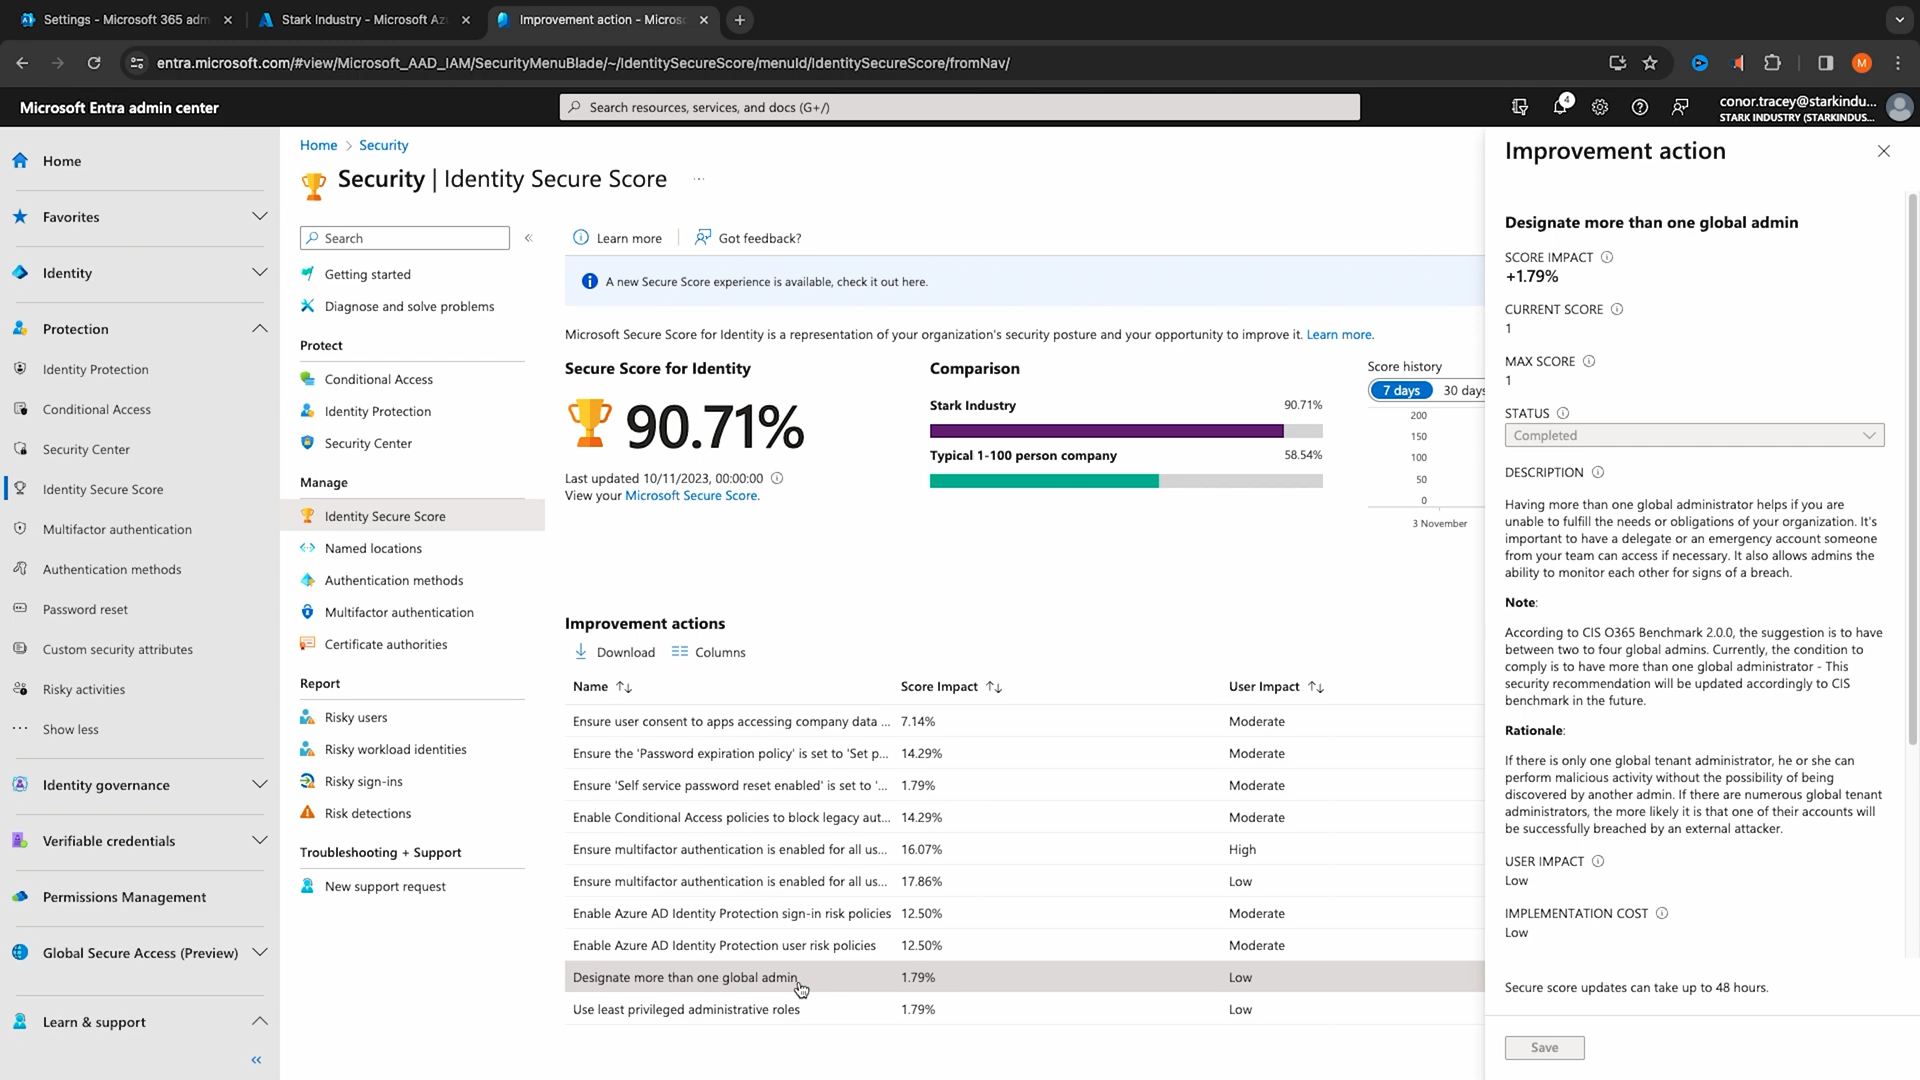 Settings - Microsoft 365 adm
Stark Industry - Microsoft Az
Improvement action - Micros
entra.microsoft.com/#view/Microsoft_AAD_IAM/SecurityMenuBlade/~/IdentitySecureScore/menuId/IdentitySecureScore/fromNav/
M
Microsoft Entra admin center
Search resources, services, and docs (G+/)
4
conor.tracey@starkindu...
STARK INDUSTRY (STARKINDUS...
Home
Favorites
Identity
Protection
Identity Protection
Conditional Access
Security Center
Identity Secure Score
Multifactor authentication
Authentication methods
Password reset
Custom security attributes
Risky activities
Show less
Identity governance
Verifiable credentials
Permissions Management
Global Secure Access (Preview)
Learn & support
Home > Security
Security | Identity Secure Score ...
Search
Getting started
Diagnose and solve problems
Protect
Conditional Access
Identity Protection
Security Center
Manage
Identity Secure Score
Named locations
Authentication methods
Multifactor authentication
Certificate authorities
Report
Risky users
Risky workload identities
Risky sign-ins
Risk detections
Troubleshooting + Support
New support request
Learn more
Got feedback?
A new Secure Score experience is available, check it out here.
Microsoft Secure Score for Identity is a representation of your organization's security posture and your opportunity to improve it. Learn more.
Secure Score for Identity
90.71%
Last updated 10/11/2023, 00:00:00
View your Microsoft Secure Score.
Comparison
Stark Industry 90.71%
Typical 1-100 person company 58.54%
Score history
7 days 30 days
200
150
100
50
0
3 November
Improvement actions
Download Columns
Name Score Impact User Impact
Ensure user consent to apps accessing company data ... 7.14% Moderate
Ensure the 'Password expiration policy' is set to 'Set p... 14.29% Moderate
Ensure 'Self service password reset enabled' is set to '... 1.79% Moderate
Enable Conditional Access policies to block legacy aut... 14.29% Moderate
Ensure multifactor authentication is enabled for all us... 16.07% High
Ensure multifactor authentication is enabled for all us... 17.86% Low
Enable Azure AD Identity Protection sign-in risk policies 12.50% Moderate
Enable Azure AD Identity Protection user risk policies 12.50% Moderate
Designate more than one global admin 1.79% Low
Use least privileged administrative roles 1.79% Low
Improvement action
Designate more than one global admin
SCORE IMPACT
+1.79%
CURRENT SCORE
1
MAX SCORE
1
STATUS
Completed
DESCRIPTION
Having more than one global administrator helps if you are
unable to fulfill the needs or obligations of your organization. It's
important to have a delegate or an emergency account someone
from your team can access if necessary. It also allows admins the
ability to monitor each other for signs of a breach.
Note:
According to CIS O365 Benchmark 2.0.0, the suggestion is to have
between two to four global admins. Currently, the condition to
comply is to have more than one global administrator - This
security recommendation will be updated accordingly to CIS
benchmark in the future.
Rationale:
If there is only one global tenant administrator, he or she can
perform malicious activity without the possibility of being
discovered by another admin. If there are numerous global tenant
administrators, the more likely it is that one of their accounts will
be successfully breached by an external attacker.
USER IMPACT
Low
IMPLEMENTATION COST
Low
Secure score updates can take up to 48 hours.
Save